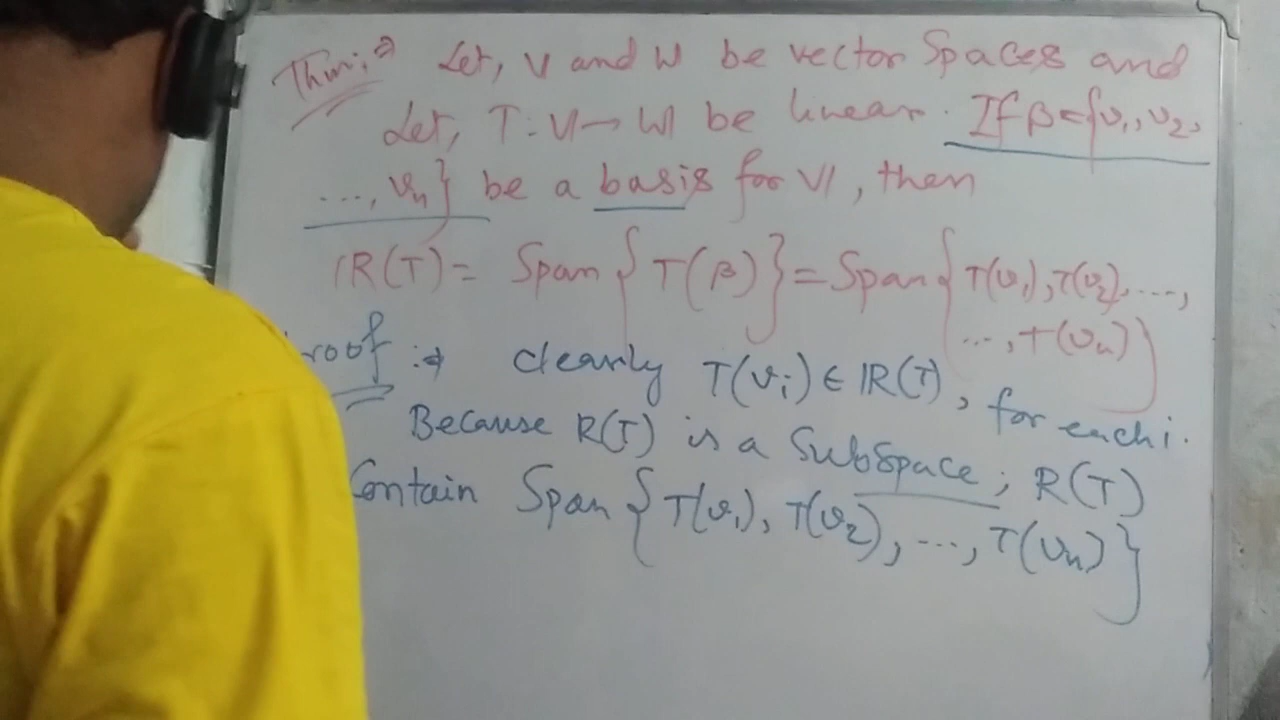 Thm:⇒ Let, V and W be vector Spaces and
Let, T: V→W be linear. If β={v₁, v₂,
..., vₙ} be a basis for V, then
R(T) = Span{T(β)} = Span{T(v₁), T(v₂), ....,
..., T(vₙ)}
roof :⇒ Clearly T(vᵢ) ∈ R(T), for each i.
Because R(T) is a Subspace; R(T)
Contain Span{T(v₁), T(v₂), ..., T(vₙ)}